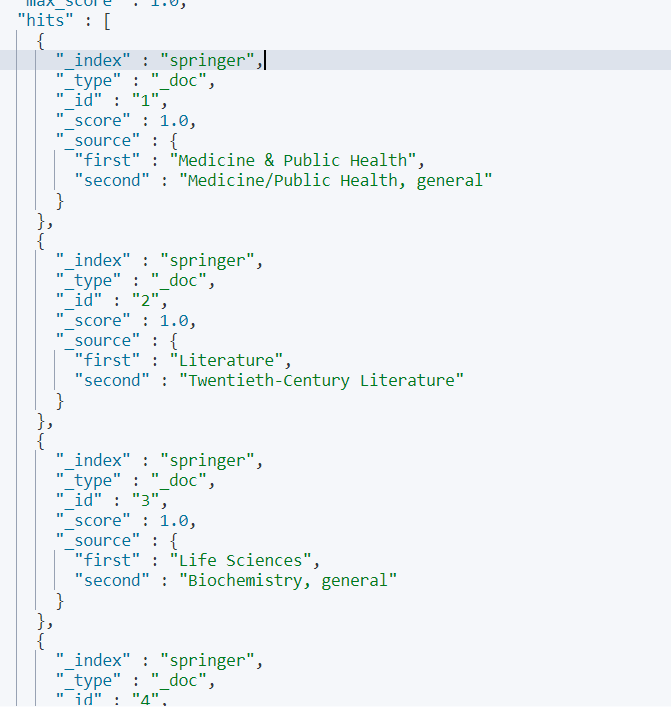 "max_score" : 1.0,
"hits" : [
{
"_index" : "springer",
"_type" : "_doc",
"_id" : "1",
"_score" : 1.0,
"_source" : {
"first" : "Medicine & Public Health",
"second" : "Medicine/Public Health, general"
}
},
{
"_index" : "springer",
"_type" : "_doc",
"_id" : "2",
"_score" : 1.0,
"_source" : {
"first" : "Literature",
"second" : "Twentieth-Century Literature"
}
},
{
"_index" : "springer",
"_type" : "_doc",
"_id" : "3",
"_score" : 1.0,
"_source" : {
"first" : "Life Sciences",
"second" : "Biochemistry, general"
}
},
{
"_index" : "springer",
"_type" : "_doc",
"_id" : "4",